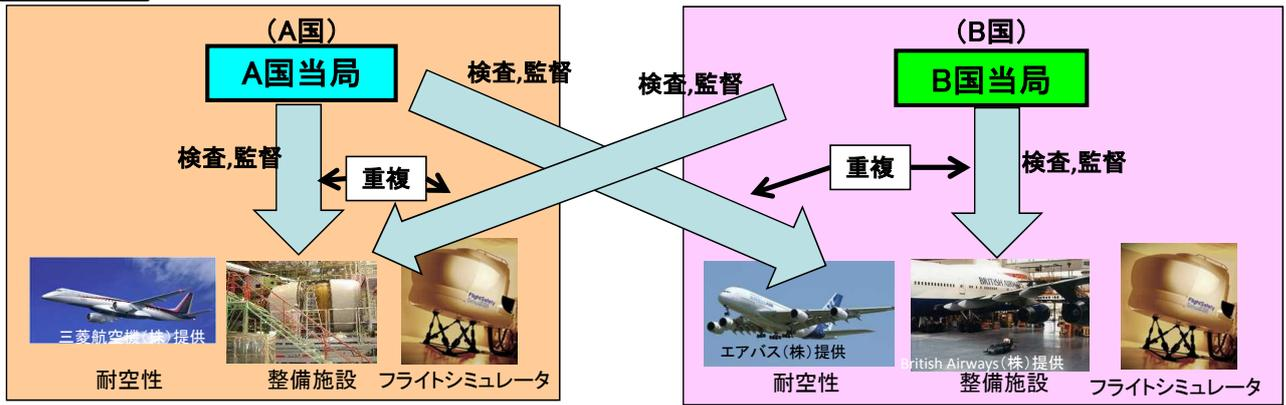 （A国）
A国当局
検査,監督
検査,監督
重複
三菱航空機（株）提供
FlightSafety
耐空性
整備施設
フライトシミュレータ
（B国）
B国当局
検査,監督
検査,監督
重複
エアバス（株）提供
BRITISH AIRWAYS
British Airways（株）提供
FlightSafety
耐空性
整備施設
フライトシミュレータ